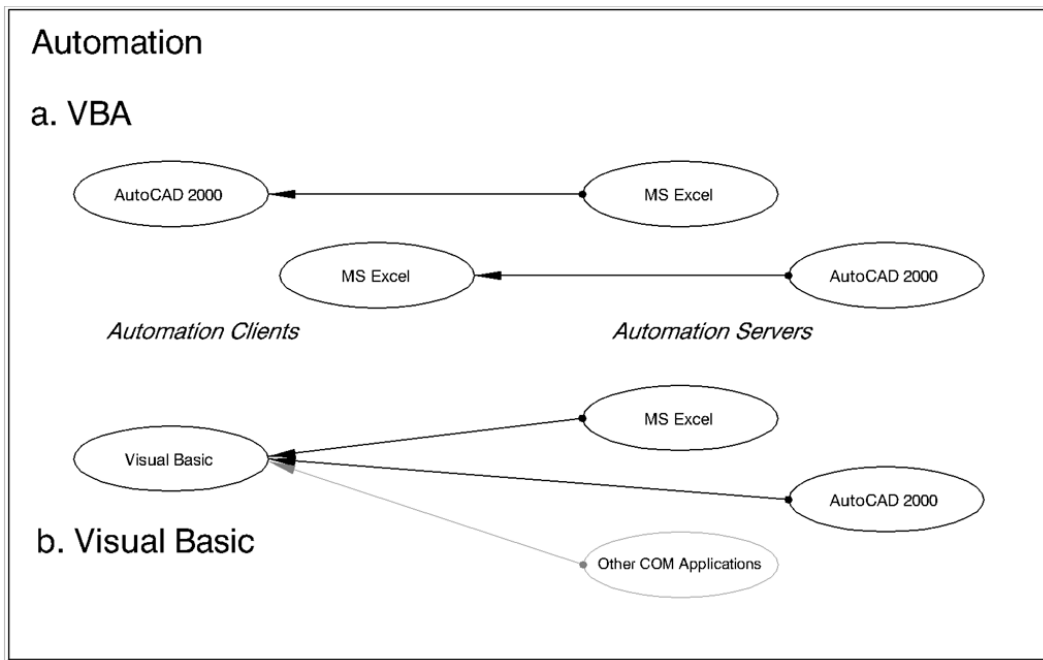 Automation
a. VBA
AutoCAD 2000
MS Excel
MS Excel
AutoCAD 2000
Automation Clients
Automation Servers
MS Excel
Visual Basic
AutoCAD 2000
b. Visual Basic
Other COM Applications